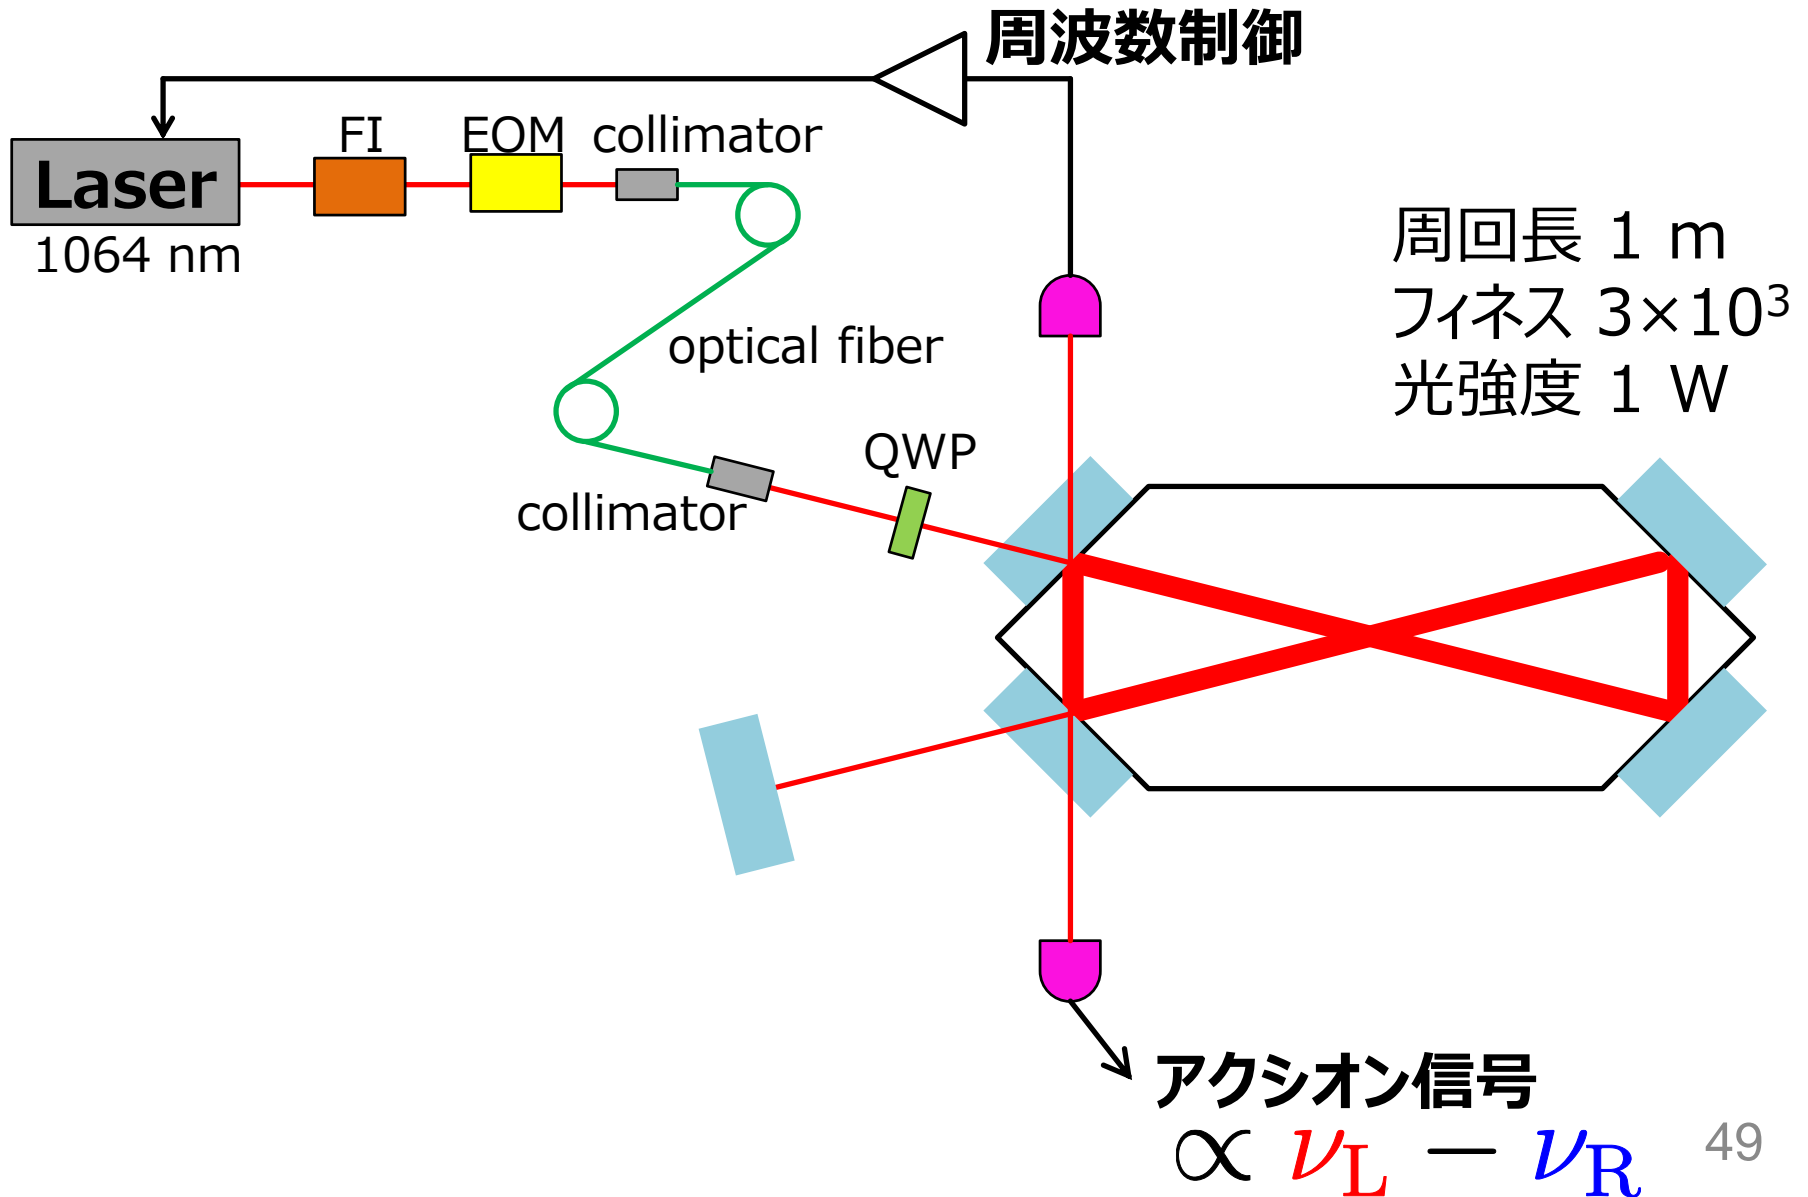 周波数制御
FI
EOM
collimator
Laser
1064 nm
周回長 1 m
フィネス 3×10³
光強度 1 W
optical fiber
QWP
collimator
アクシオン信号
∝ νL − νR
49